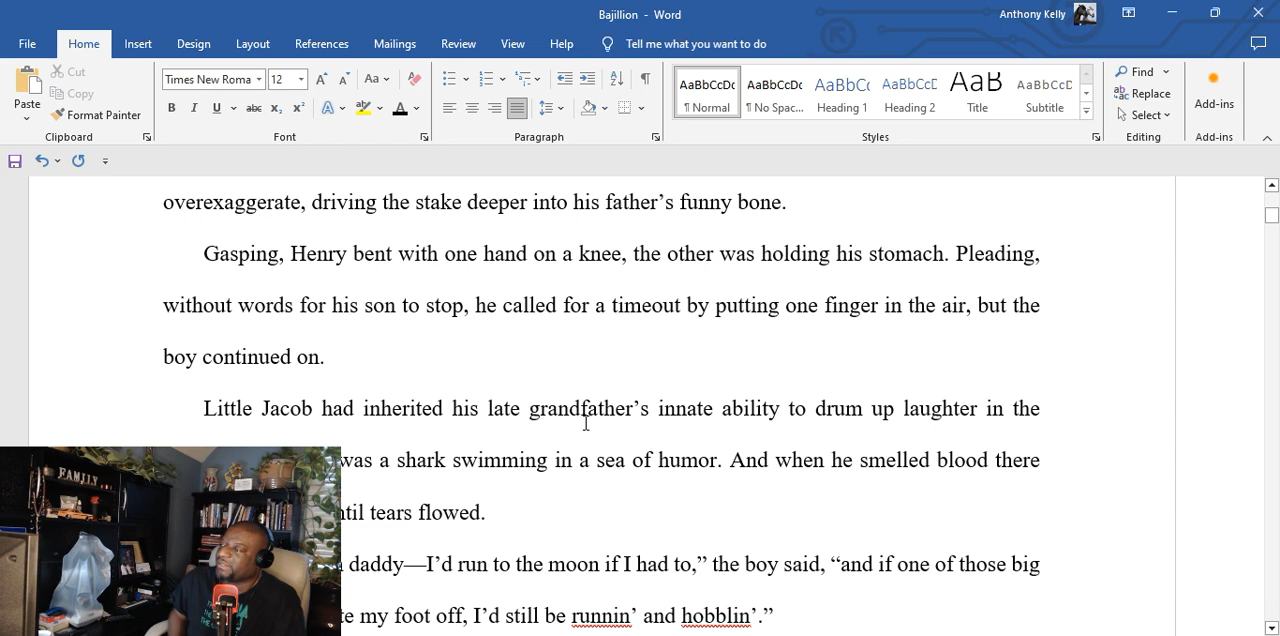 Bajillion - Word
Anthony Kelly
File Home Insert Design Layout References Mailings Review View Help Tell me what you want to do
Paste
Cut
Copy
Format Painter
Clipboard
Times New Roma 12
Aa
B I U abc x₂ x²
A A
Font
Paragraph
AaBbCcDc
¶ Normal
AaBbCcDc
¶ No Spac...
AaBbCc
Heading 1
AaBbCcD
Heading 2
AaB
Title
AaBbCcD
Subtitle
Styles
Find
Replace
Select
Editing
Add-ins
Add-ins
overexaggerate, driving the stake deeper into his father’s funny bone.
Gasping, Henry bent with one hand on a knee, the other was holding his stomach. Pleading,
without words for his son to stop, he called for a timeout by putting one finger in the air, but the
boy continued on.
Little Jacob had inherited his late grandfather’s innate ability to drum up laughter in the
was a shark swimming in a sea of humor. And when he smelled blood there
until tears flowed.
daddy—I’d run to the moon if I had to,” the boy said, “and if one of those big
my foot off, I’d still be runnin’ and hobblin’.”
FAMILY